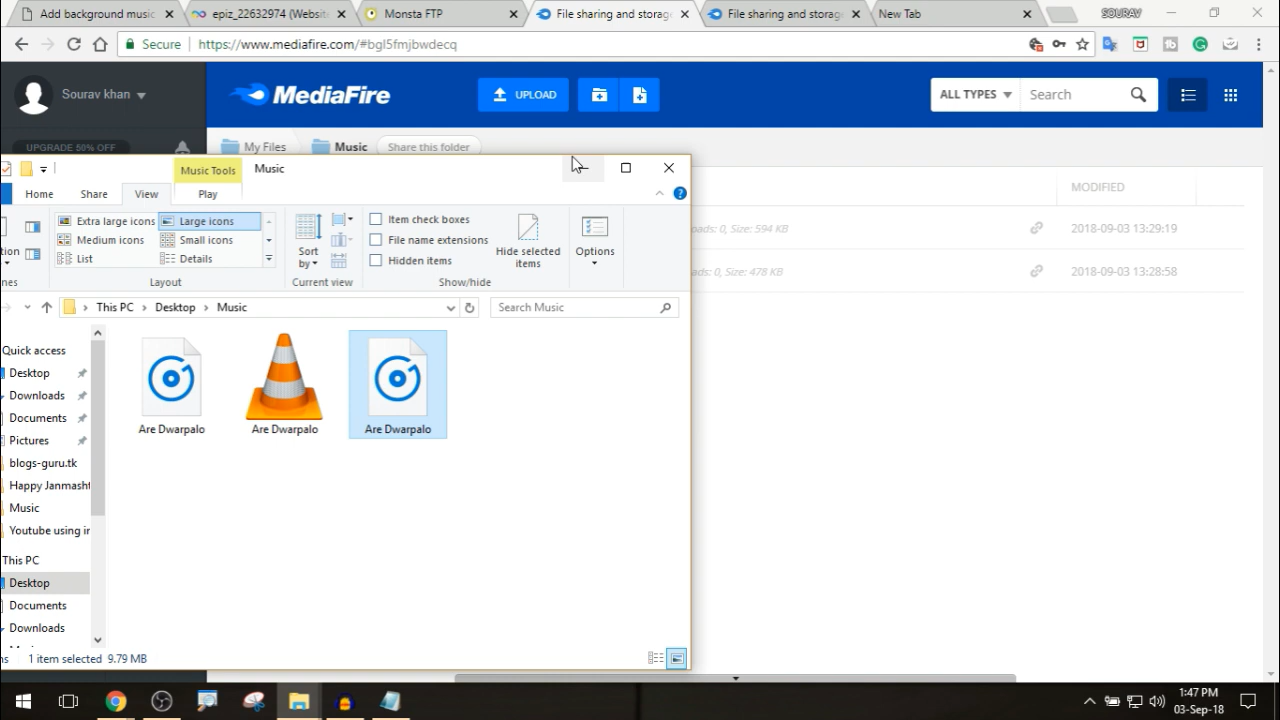 Add background music
epiz_22632974 (Website
Monsta FTP
File sharing and storage
File sharing and storage
New Tab
SOURAV
Secure
https://www.mediafire.com/#bgl5fmjbwdecq
Sourav khan
MediaFire
UPLOAD
ALL TYPES
Search
UPGRADE 50% OFF
My Files
Music
Share this folder
Music Tools
Music
MODIFIED
Home
Share
View
Play
Extra large icons
Large icons
Item check boxes
loads: 0, Size: 594 KB
2018-09-03 13:29:19
Medium icons
Small icons
File name extensions
List
Details
Sort by
Hidden items
Hide selected items
Options
loads: 0, Size: 478 KB
2018-09-03 13:28:58
Layout
Current view
Show/hide
This PC
Desktop
Music
Search Music
Quick access
Desktop
Downloads
Documents
Pictures
blogs-guru.tk
Happy Janmasht
Music
Youtube using in
This PC
Desktop
Documents
Downloads
Are Dwarpalo
Are Dwarpalo
Are Dwarpalo
1 item selected 9.79 MB
1:47 PM
03-Sep-18